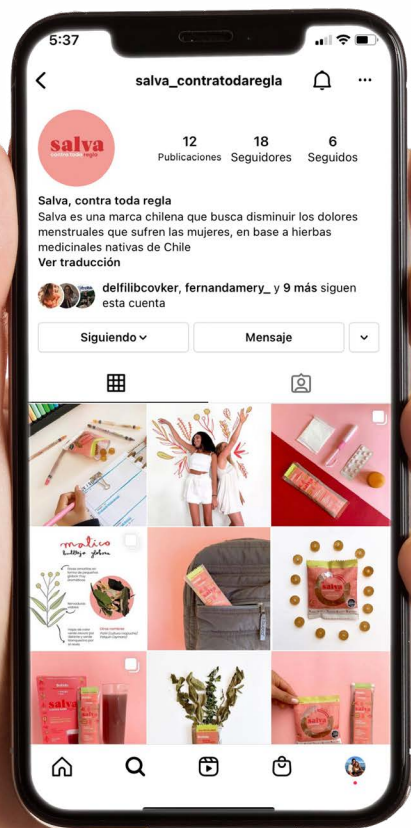 5:37
salva_contratodaregla
salva
contra toda regla
12
18
6
Publicaciones
Seguidores
Seguidos
Salva, contra toda regla
Salva es una marca chilena que busca disminuir los dolores
menstruales que sufren las mujeres, en base a hierbas
medicinales nativas de Chile
Ver traducción
delfilibcovker, fernandamery_ y 9 más siguen
esta cuenta
Siguiendo
Mensaje
matico
salva
salva
salva